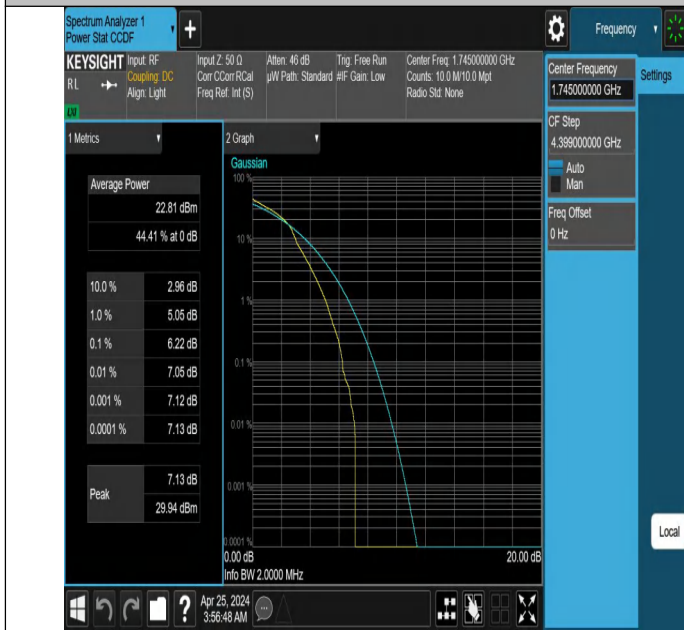 Spectrum Analyzer 1
Power Stat CCDF
Frequency
KEYSIGHT
RL
LXI
Input: RF
Coupling: DC
Align: Light
Input Z: 50 Ω
Corr CCorr RCal
Freq Ref: Int (S)
Atten: 46 dB
µW Path: Standard
Trig: Free Run
#IF Gain: Low
Center Freq: 1.745000000 GHz
Counts: 10.0 M/10.0 Mpt
Radio Std: None
Center Frequency
1.745000000 GHz
Settings
CF Step
4.399000000 GHz
Auto
Man
Freq Offset
0 Hz
Local
1 Metrics
Average Power
22.81 dBm
44.41 % at 0 dB
10.0 % 2.96 dB
1.0 % 5.05 dB
0.1 % 6.22 dB
0.01 % 7.05 dB
0.001 % 7.12 dB
0.0001 % 7.13 dB
Peak
7.13 dB
29.94 dBm
2 Graph
Gaussian
100 %
10 %
1 %
0.1 %
0.01 %
0.001 %
0.0001 %
0.00 dB
20.00 dB
Info BW 2.0000 MHz
?
Apr 25, 2024
3:56:48 AM